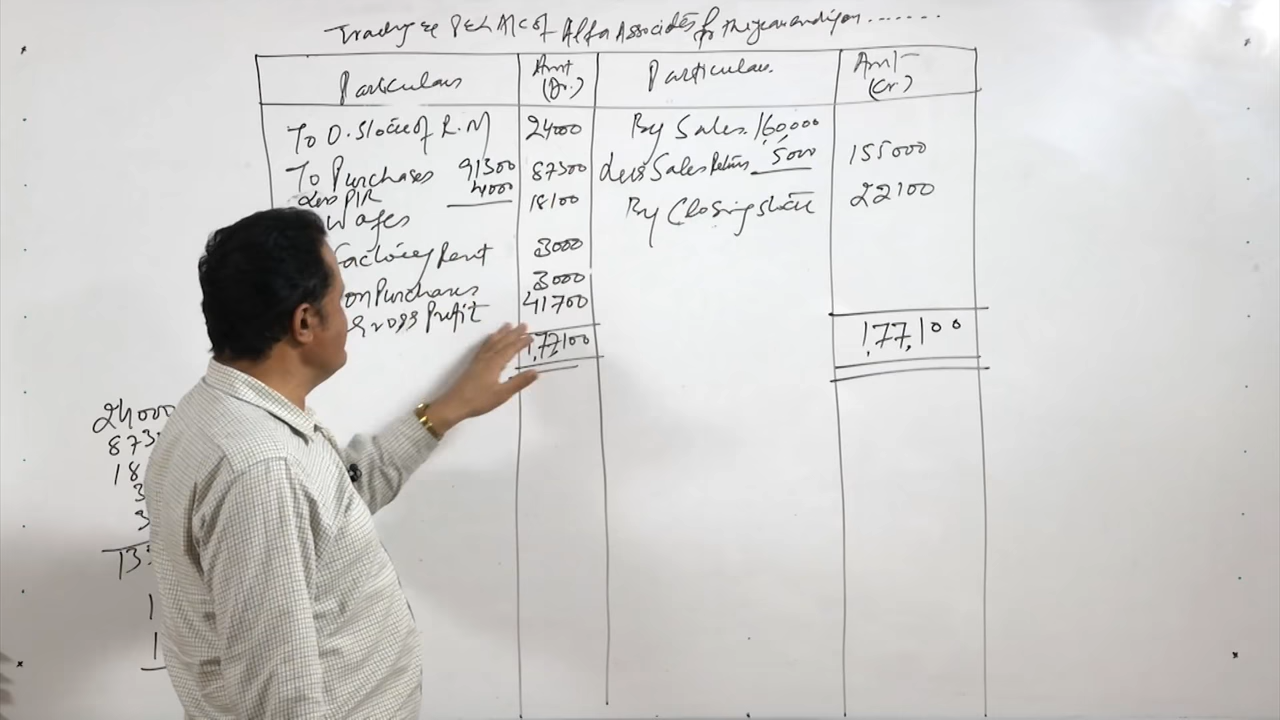 Trading & P&L A/C of Alfa Associates for the year ending on .......
Particulars Amt (Dr.) Particulars Amt (Cr.)
To O. Stock of R.M 24000 By Sales 160,000
To Purchases 91300 87300 Less Sales Return 5000 155000
Less P/R 4000
Wages 18100 By Closing stock 22100
Factory Rent 3000
on Purchases 3000
Gross Profit 41700
1,77,100 1,77,100
24000
873
18
3
3
13
1
1